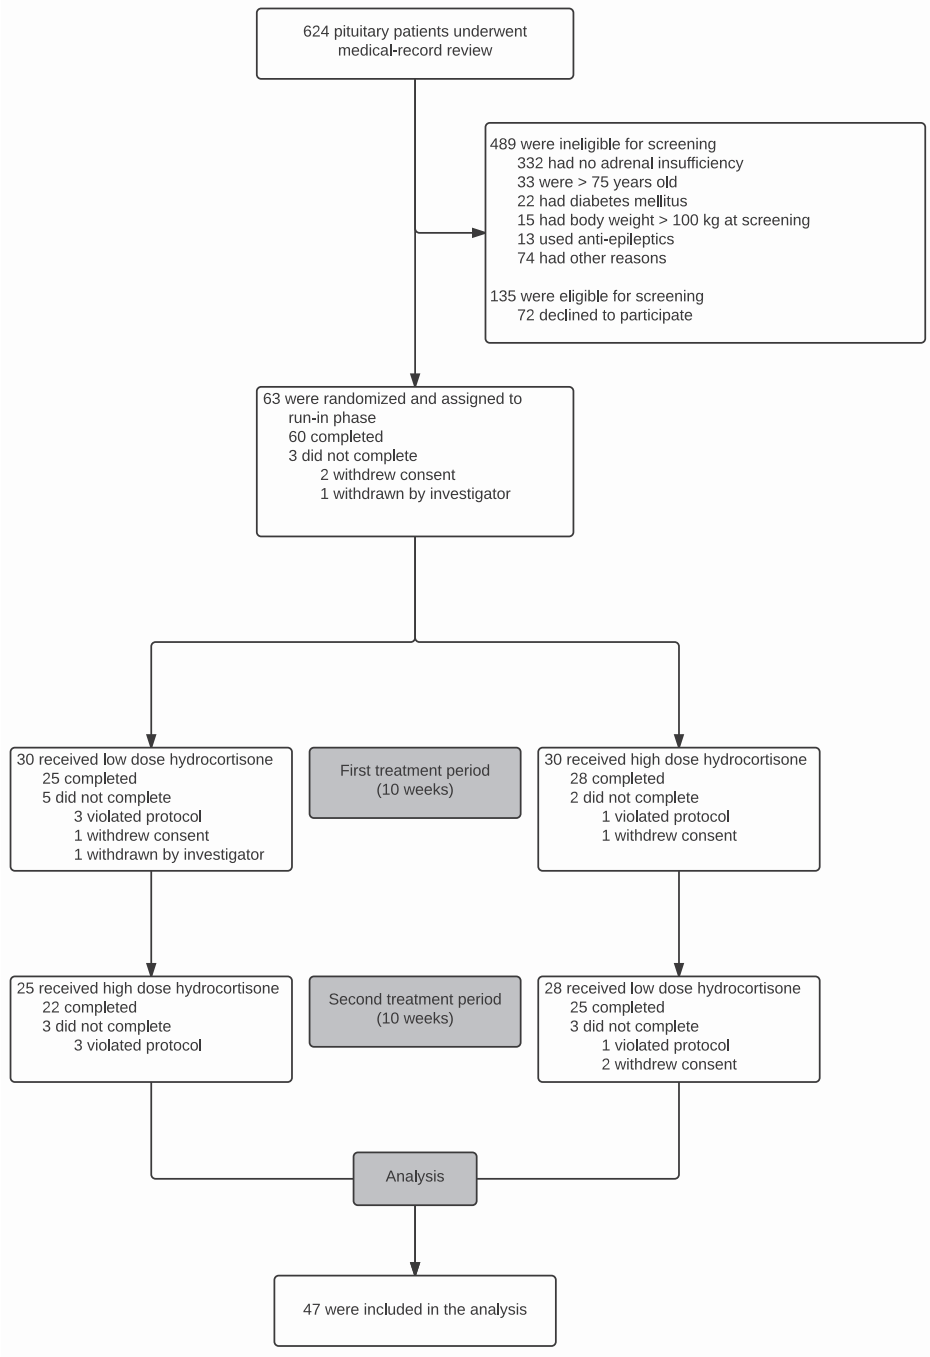 624 pituitary patients underwent
medical-record review
489 were ineligible for screening
332 had no adrenal insufficiency
33 were > 75 years old
22 had diabetes mellitus
15 had body weight > 100 kg at screening
13 used anti-epileptics
74 had other reasons
135 were eligible for screening
72 declined to participate
63 were randomized and assigned to
run-in phase
60 completed
3 did not complete
2 withdrew consent
1 withdrawn by investigator
30 received low dose hydrocortisone
25 completed
5 did not complete
3 violated protocol
1 withdrew consent
1 withdrawn by investigator
First treatment period
(10 weeks)
30 received high dose hydrocortisone
28 completed
2 did not complete
1 violated protocol
1 withdrew consent
25 received high dose hydrocortisone
22 completed
3 did not complete
3 violated protocol
Second treatment period
(10 weeks)
28 received low dose hydrocortisone
25 completed
3 did not complete
1 violated protocol
2 withdrew consent
Analysis
47 were included in the analysis